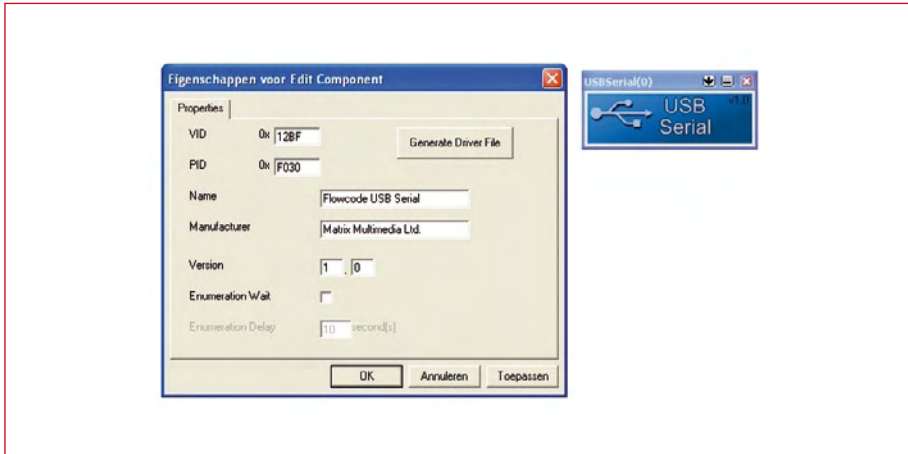 Eigenschappen voor Edit Component
Properties
VID 0x 12BF
Generate Driver File
PID 0x F030
Name Flowcode USB Serial
Manufacturer Matrix Multimedia Ltd.
Version 1 . 0
Enumeration Wait
Enumeration Delay 10 second[s]
OK Annuleren Toepassen
USBSerial(0)
USB v1.0
Serial